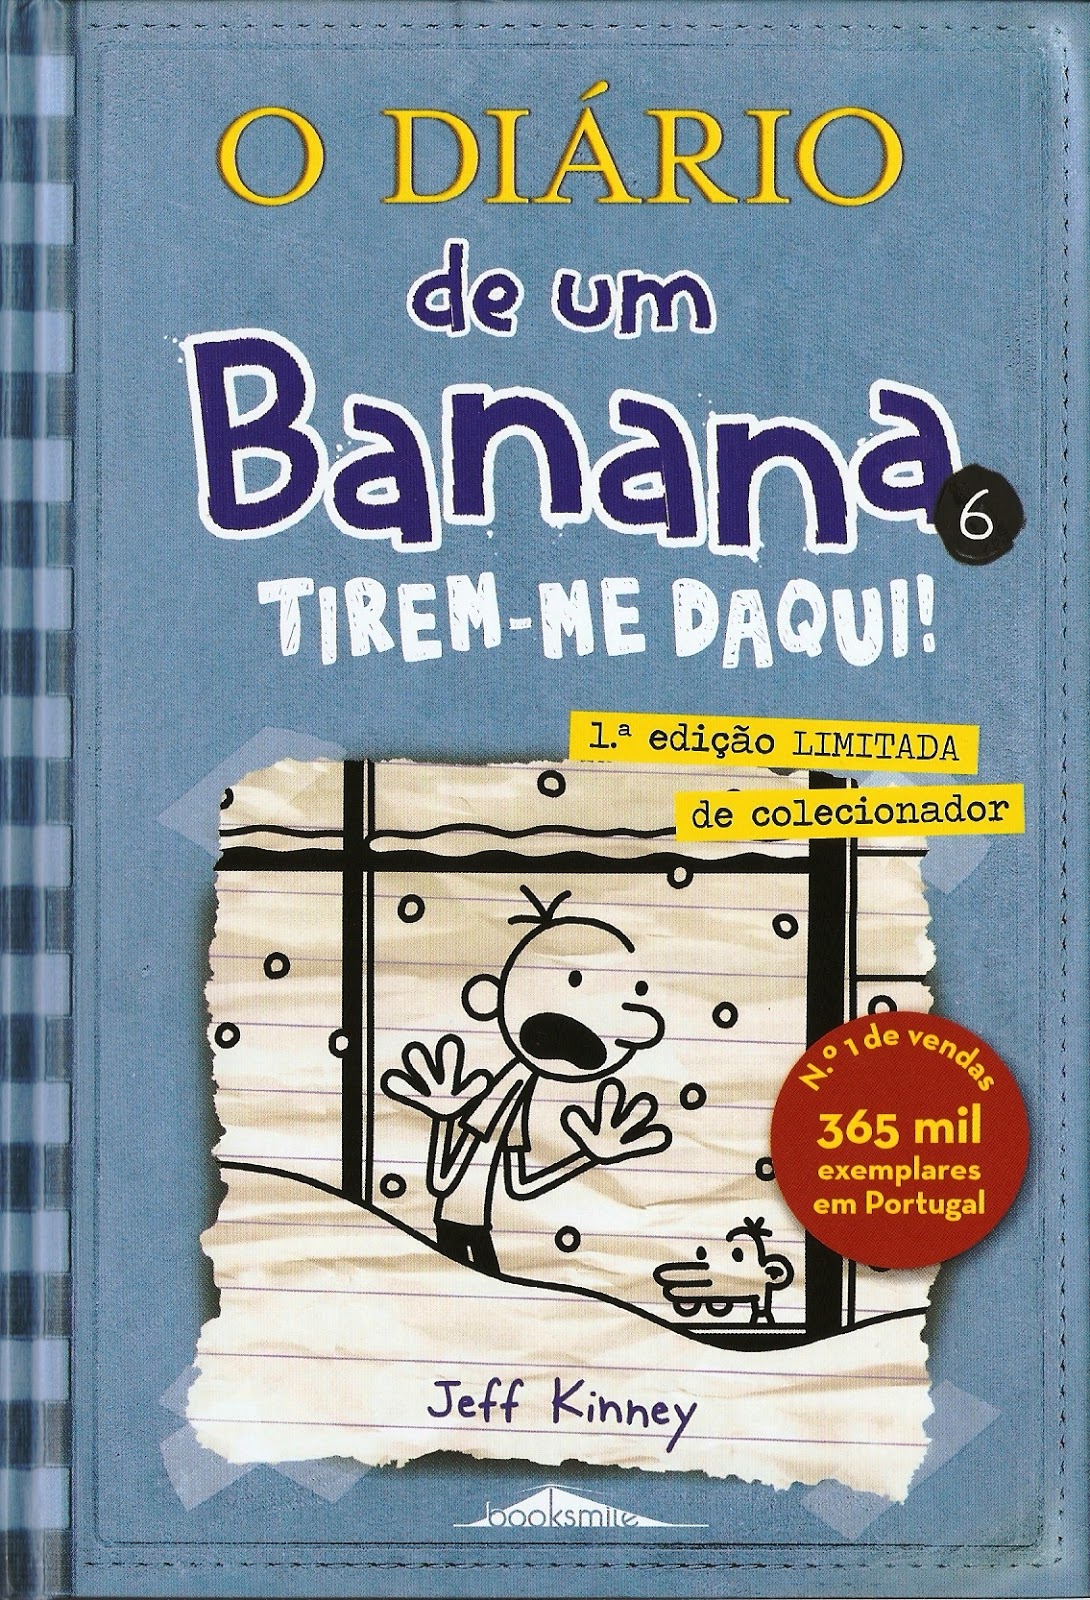 O DIÁRIO
de um
Banana
6
TIREM-ME DAQUI!
1.ª edição LIMITADA
de colecionador
N.º 1 de vendas
365 mil
exemplares
em Portugal
Jeff Kinney
booksmile